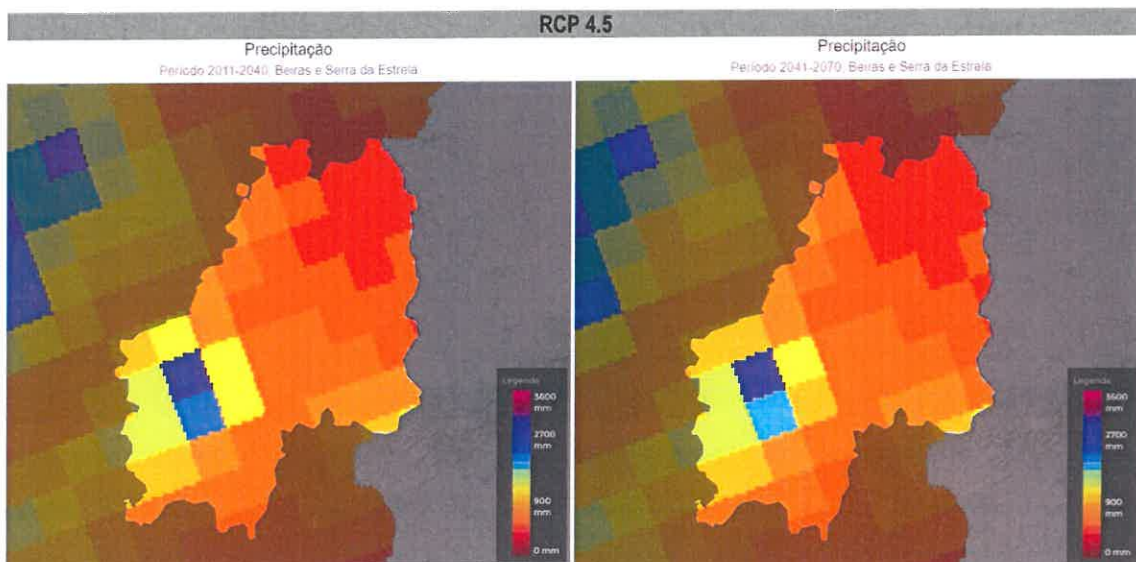 RCP 4.5
Precipitação
Período 2011-2040, Beiras e Serra da Estrela
Precipitação
Período 2041-2070, Beiras e Serra da Estrela
Legenda
3600
mm
2700
mm
900
mm
0 mm
Legenda
3600
mm
2700
mm
900
mm
0 mm